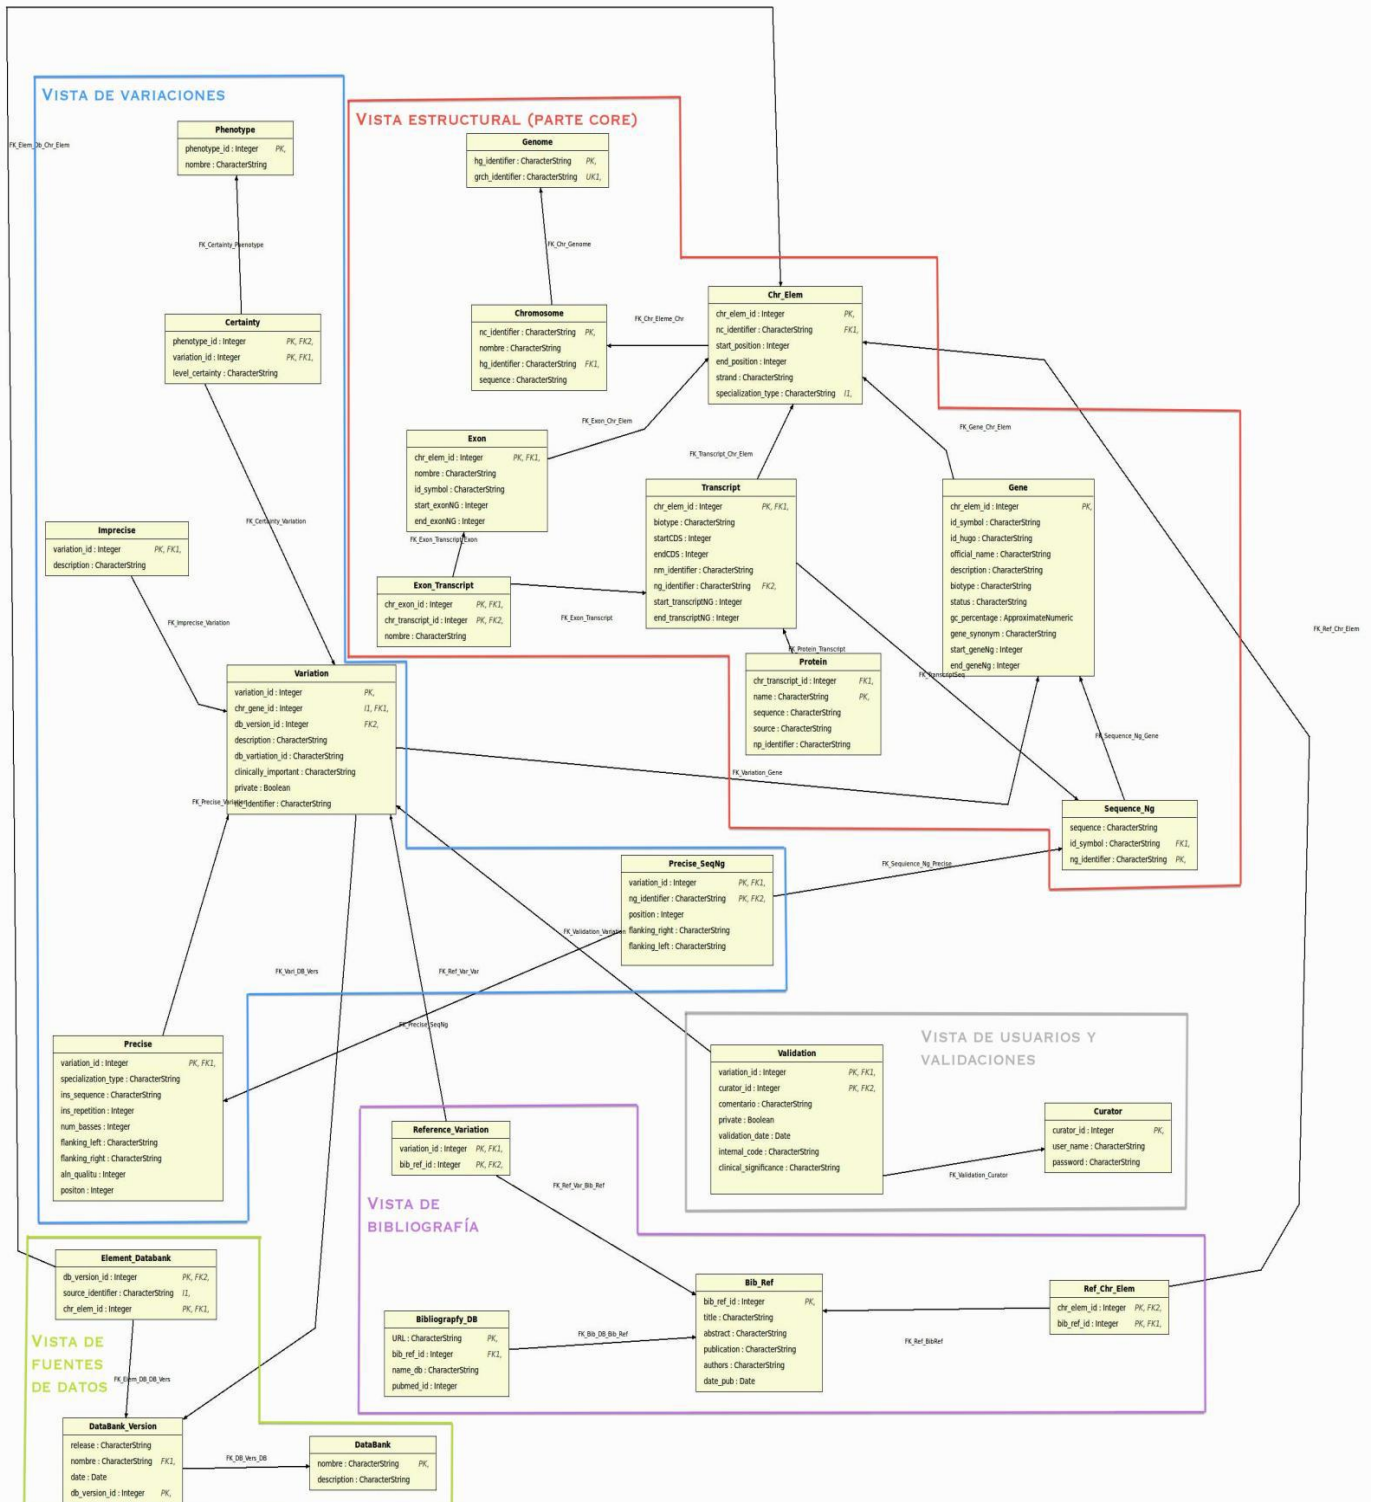 VISTA DE VARIACIONES
VISTA ESTRUCTURAL (PARTE CORE)
FK_Elem_Db_Chr_Elem
Phenotype
phenotype_id : Integer PK,
nombre : CharacterString
Genome
hg_identifier : CharacterString PK,
grch_identifier : CharacterString UK1,
FK_Certainty_Phenotype
FK_Chr_Genome
Certainty
phenotype_id : Integer PK, FK2,
variation_id : Integer PK, FK1,
level_certainty : CharacterString
Chromosome
nc_identifier : CharacterString PK,
nombre : CharacterString
hg_identifier : CharacterString FK1,
sequence : CharacterString
FK_Chr_Eleme_Chr
Chr_Elem
chr_elem_id : Integer PK,
nc_identifier : CharacterString FK1,
start_position : Integer
end_position : Integer
strand : CharacterString
specialization_type : CharacterString I1,
FK_Exon_Chr_Elem
FK_Transcript_Chr_Elem
FK_Gene_Chr_Elem
Exon
chr_elem_id : Integer PK, FK1,
nombre : CharacterString
id_symbol : CharacterString
start_exonNG : Integer
end_exonNG : Integer
FK_Exon_Transcript_Exon
Transcript
chr_elem_id : Integer PK, FK1,
biotype : CharacterString
startCDS : Integer
endCDS : Integer
nm_identifier : CharacterString
ng_identifier : CharacterString FK2,
start_transcriptNG : Integer
end_transcriptNG : Integer
Gene
chr_elem_id : Integer PK,
id_symbol : CharacterString
id_hugo : CharacterString
official_name : CharacterString
description : CharacterString
biotype : CharacterString
status : CharacterString
gc_percentage : ApproximateNumeric
gene_synonym : CharacterString
start_geneNg : Integer
end_geneNg : Integer
FK_Certainty_Variation
Imprecise
variation_id : Integer PK, FK1,
description : CharacterString
FK_Imprecise_Variation
Exon_Transcript
chr_exon_id : Integer PK, FK1,
chr_transcript_id : Integer PK, FK2,
nombre : CharacterString
FK_Exon_Transcript
FK_Ref_Chr_Elem
FK_Protein_Transcript
Protein
chr_transcript_id : Integer FK1,
name : CharacterString PK,
sequence : CharacterString
source : CharacterString
np_identifier : CharacterString
FK_TranscriptSeq
Variation
variation_id : Integer PK,
chr_gene_id : Integer I1, FK1,
db_version_id : Integer FK2,
description : CharacterString
db_vartiation_id : CharacterString
clinically_important : CharacterString
private : Boolean
nc_identifier : CharacterString
FK_Precise_Variation
FK_Variation_Gene
FK_Sequence_Ng_Gene
Sequence_Ng
sequence : CharacterString
id_symbol : CharacterString FK1,
ng_identifier : CharacterString PK,
Precise_SeqNg
variation_id : Integer PK, FK1,
ng_identifier : CharacterString PK, FK2,
position : Integer
flanking_right : CharacterString
flanking_left : CharacterString
FK_Sequience_Ng_Precise
FK_Validation_Variation
FK_Vari_DB_Vers
FK_Ref_Var_Var
FK_Precise_SeqNg
Precise
variation_id : Integer PK, FK1,
specialization_type : CharacterString
ins_sequence : CharacterString
ins_repetition : Integer
num_basses : Integer
flanking_left : CharacterString
flanking_right : CharacterString
aln_qualitu : Integer
positon : Integer
VISTA DE USUARIOS Y
VALIDACIONES
Validation
variation_id : Integer PK, FK1,
curator_id : Integer PK, FK2,
comentario : CharacterString
private : Boolean
validation_date : Date
internal_code : CharacterString
clinical_significance : CharacterString
Curator
curator_id : Integer PK,
user_name : CharacterString
password : CharacterString
FK_Validation_Curator
Reference_Variation
variation_id : Integer PK, FK1,
bib_ref_id : Integer PK, FK2,
VISTA DE
BIBLIOGRAFÍA
FK_Ref_Var_Bib_Ref
Element_Databank
db_version_id : Integer PK, FK2,
source_identifier : CharacterString I1,
chr_elem_id : Integer PK, FK1,
Bib_Ref
bib_ref_id : Integer PK,
title : CharacterString
abstract : CharacterString
publication : CharacterString
authors : CharacterString
date_pub : Date
Ref_Chr_Elem
chr_elem_id : Integer PK, FK2,
bib_ref_id : Integer PK, FK1,
FK_Ref_BibRef
Bibliograpfy_DB
URL : CharacterString PK,
bib_ref_id : Integer FK1,
name_db : CharacterString
pubmed_id : Integer
FK_Bib_DB_Bib_Ref
VISTA DE
FUENTES
DE DATOS
FK_Elem_DB_DB_Vers
DataBank_Version
release : CharacterString
nombre : CharacterString FK1,
date : Date
db_version_id : Integer PK,
FK_DB_Vers_DB
DataBank
nombre : CharacterString PK,
description : CharacterString